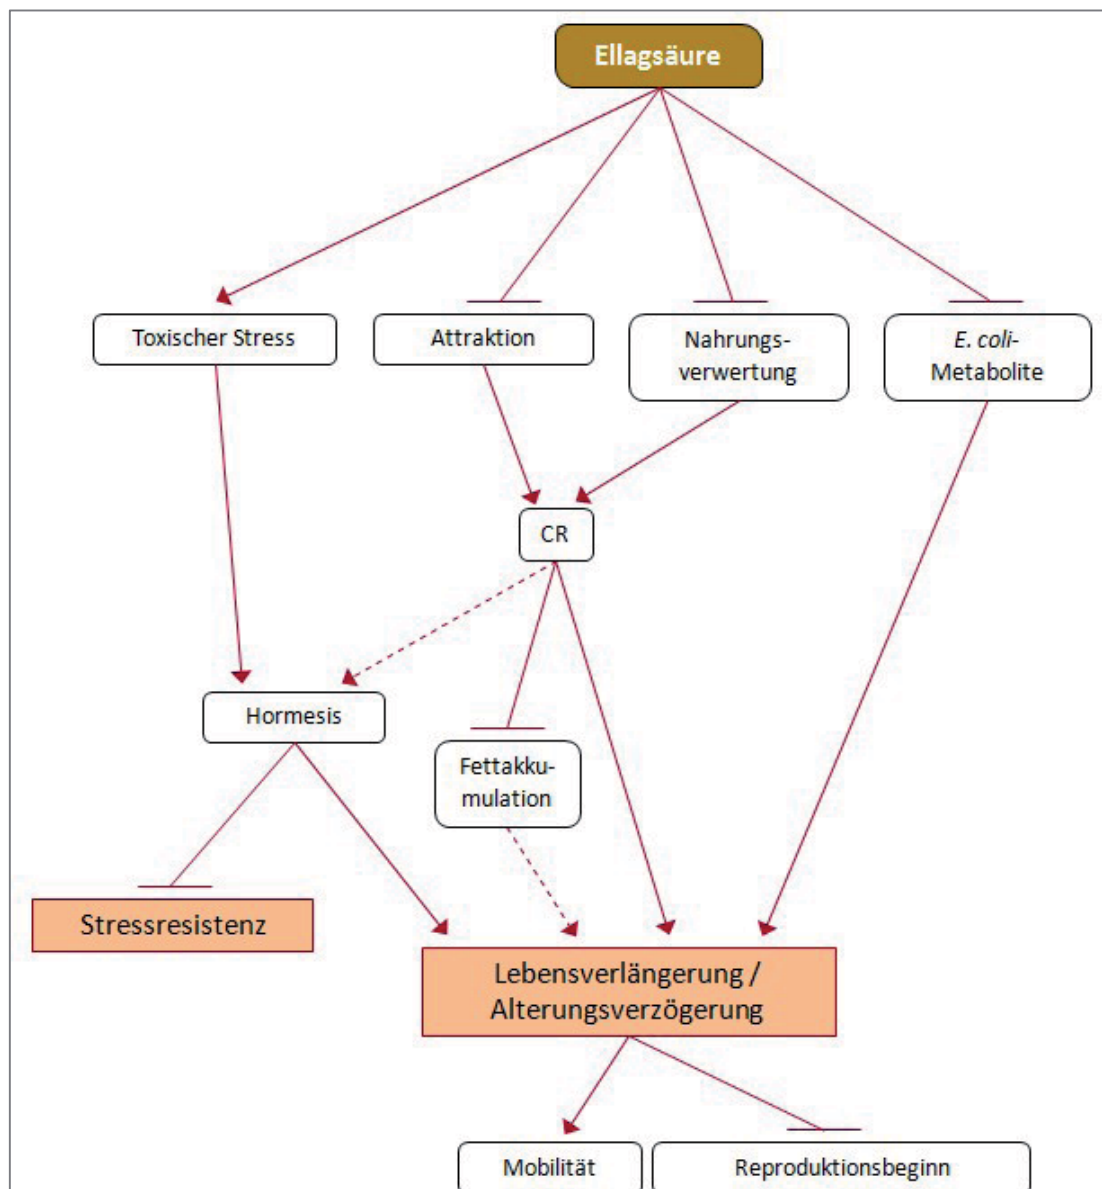 Ellagsäure
Toxischer Stress
Attraktion
Nahrungs-
verwertung
E. coli-
Metabolite
CR
Hormesis
Fettakku-
mulation
Stressresistenz
Lebensverlängerung /
Alterungsverzögerung
Mobilität
Reproduktionsbeginn